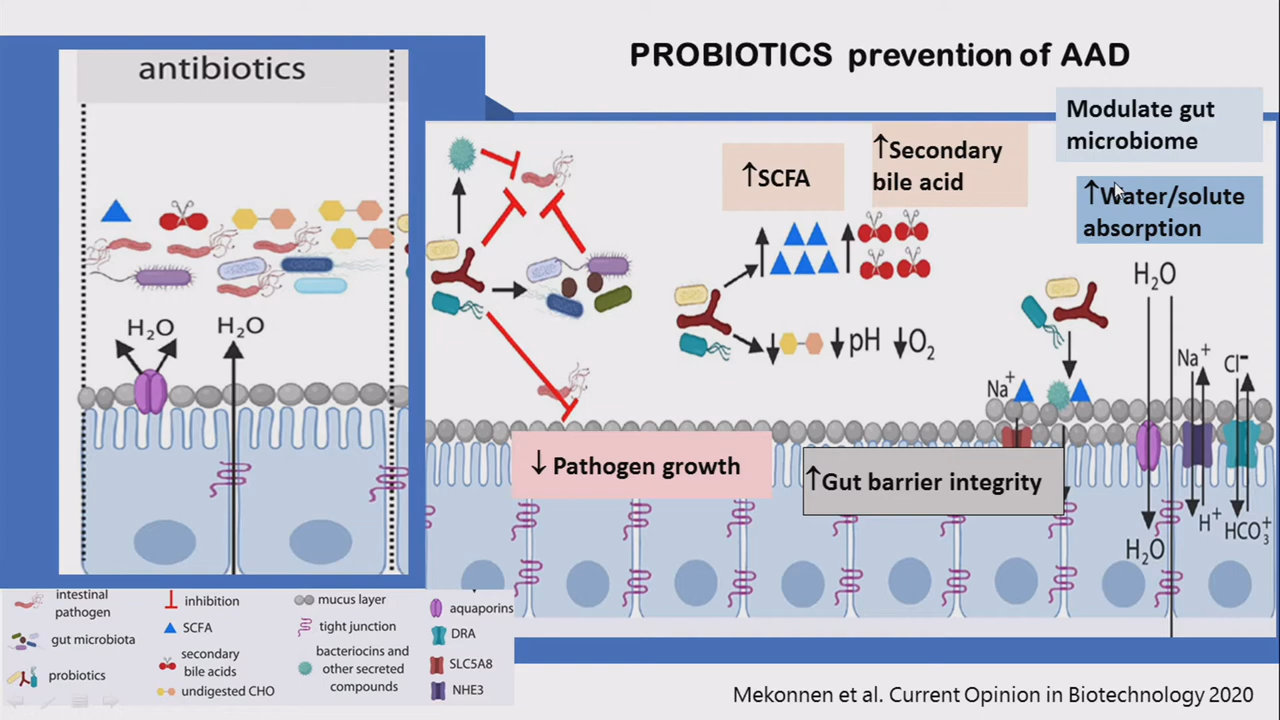 PROBIOTICS prevention of AAD
antibiotics
H₂O
H₂O
↑SCFA
↑Secondary
bile acid
Modulate gut
microbiome
↑Water/solute
absorption
↓pH ↓O₂
H₂O
Na⁺
Na⁺
Cl⁻
↓ Pathogen growth
↑Gut barrier integrity
H₂O
H⁺
HCO₃⁻
intestinal
pathogen
gut microbiota
probiotics
inhibition
SCFA
secondary
bile acids
undigested CHO
mucus layer
tight junction
bacteriocins and
other secreted
compounds
aquaporins
DRA
SLC5A8
NHE3
Mekonnen et al. Current Opinion in Biotechnology 2020